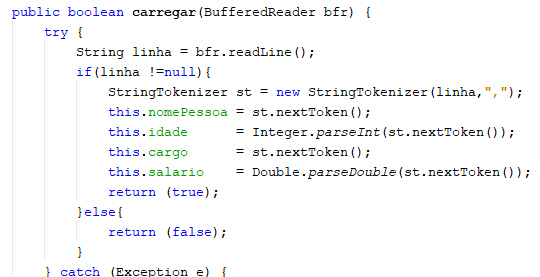 public boolean carregar(BufferedReader bfr) {
try {
String linha = bfr.readLine();
if(linha !=null){
StringTokenizer st = new StringTokenizer(linha,",");
this.nomePessoa = st.nextToken();
this.idade = Integer.parseInt(st.nextToken());
this.cargo = st.nextToken();
this.salario = Double.parseDouble(st.nextToken());
return (true);
}else{
return (false);
}
} catch (Exception e) {